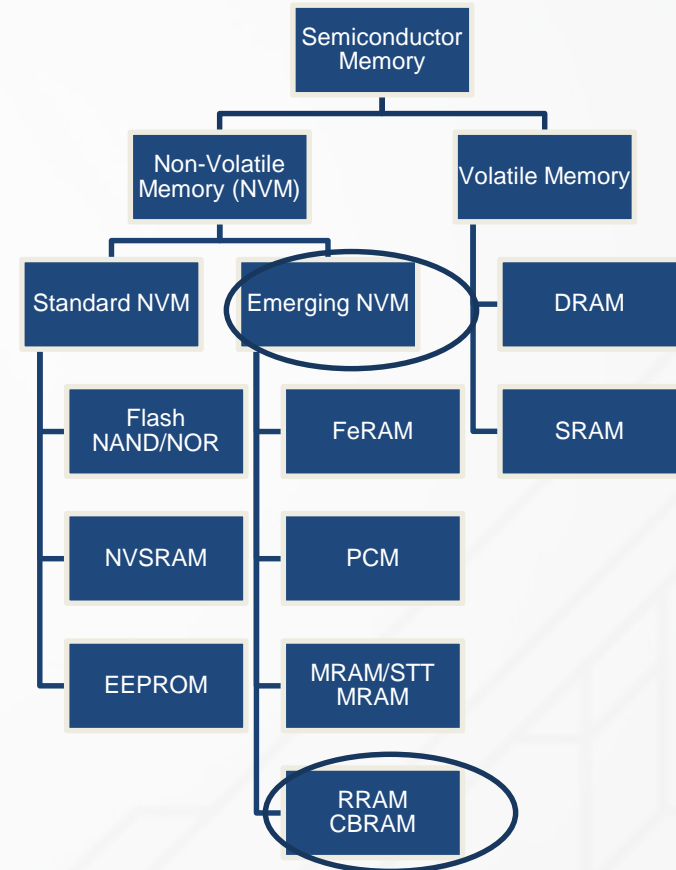 Semiconductor
Memory
Non-Volatile
Memory (NVM)
Volatile Memory
Standard NVM
Emerging NVM
DRAM
Flash
NAND/NOR
FeRAM
SRAM
NVSRAM
PCM
EEPROM
MRAM/STT
MRAM
RRAM
CBRAM